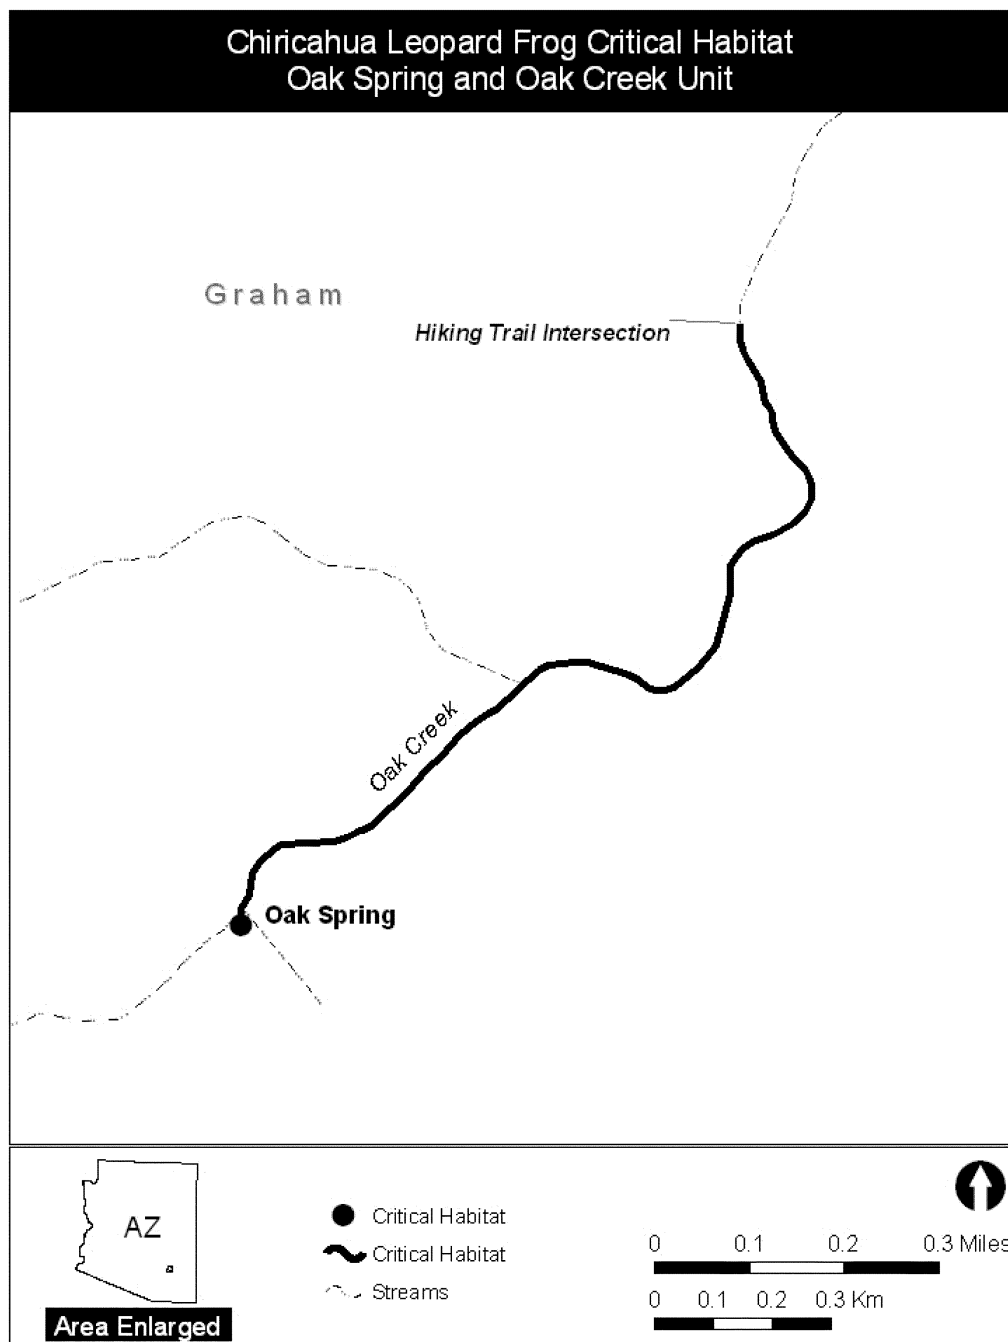 Chiricahua Leopard Frog Critical Habitat
Oak Spring and Oak Creek Unit
Graham
Hiking Trail Intersection
Oak Creek
Oak Spring
AZ
Area Enlarged
Critical Habitat
Critical Habitat
Streams
0 0.1 0.2 0.3 Miles
0 0.1 0.2 0.3 Km